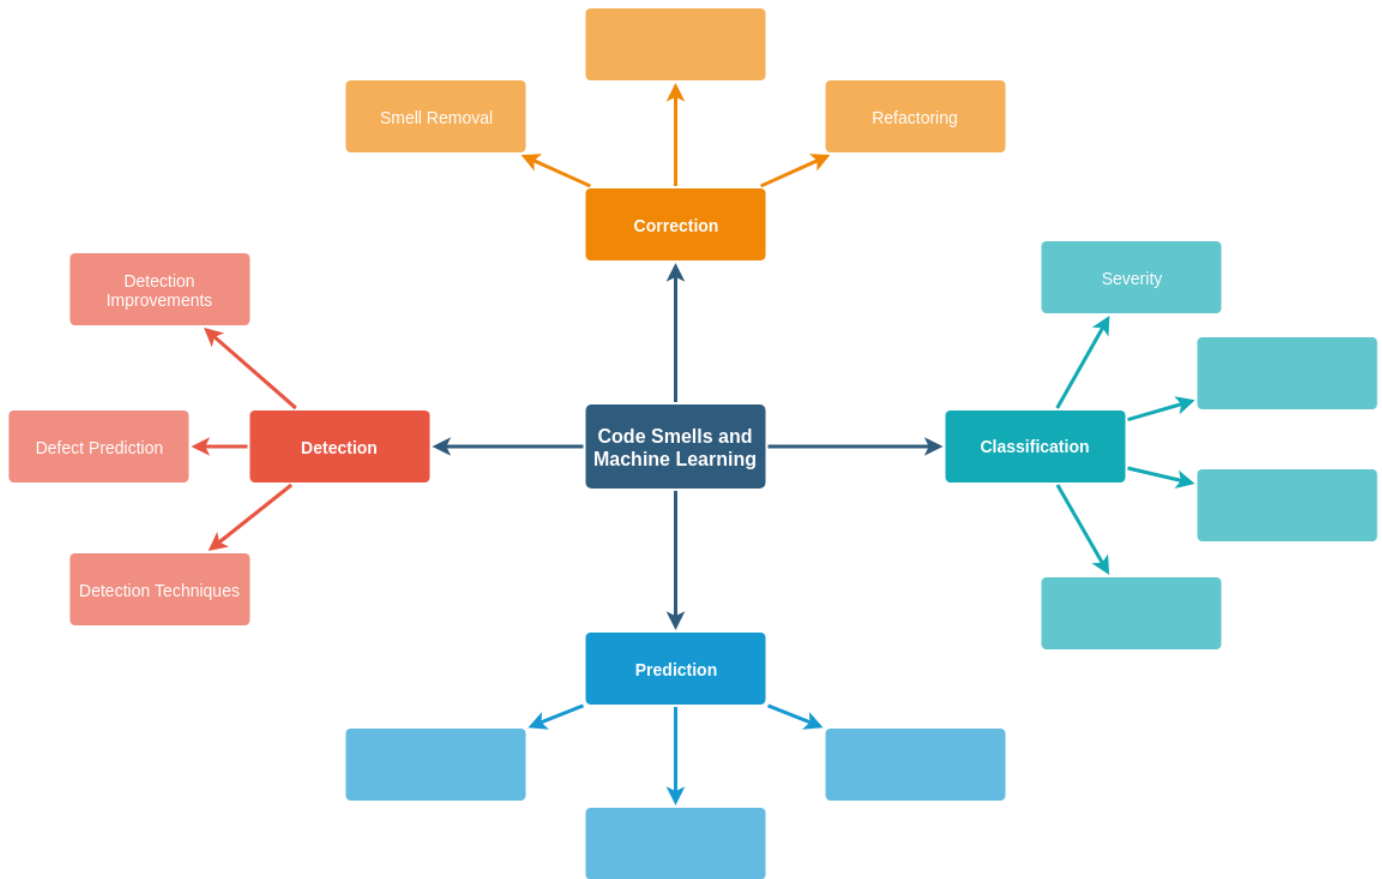 Smell Removal
Refactoring
Correction
Detection
Improvements
Severity
Defect Prediction
Detection
Code Smells and
Machine Learning
Classification
Detection Techniques
Prediction